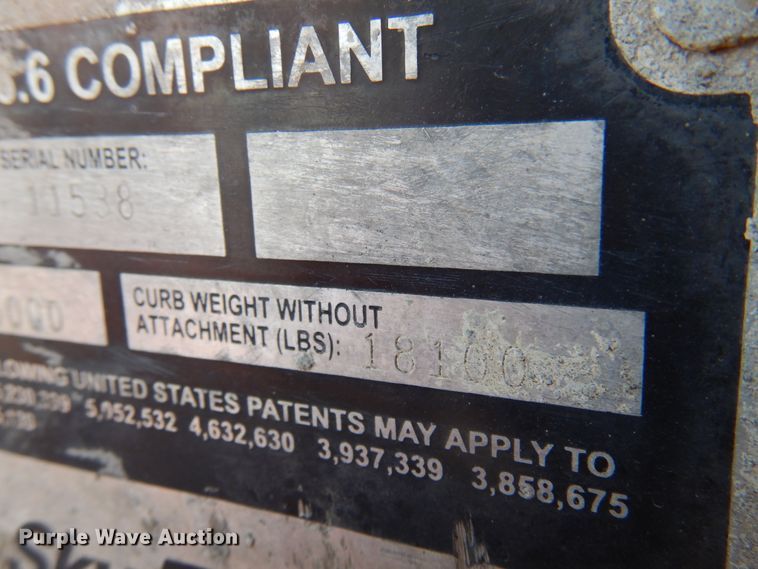 .6 COMPLIANT
SERIAL NUMBER:
11538
CURB WEIGHT WITHOUT
ATTACHMENT (LBS): 18100
UNITED STATES PATENTS MAY APPLY TO
5,052,532 4,632,630 3,937,339 3,858,675
Purple Wave Auction